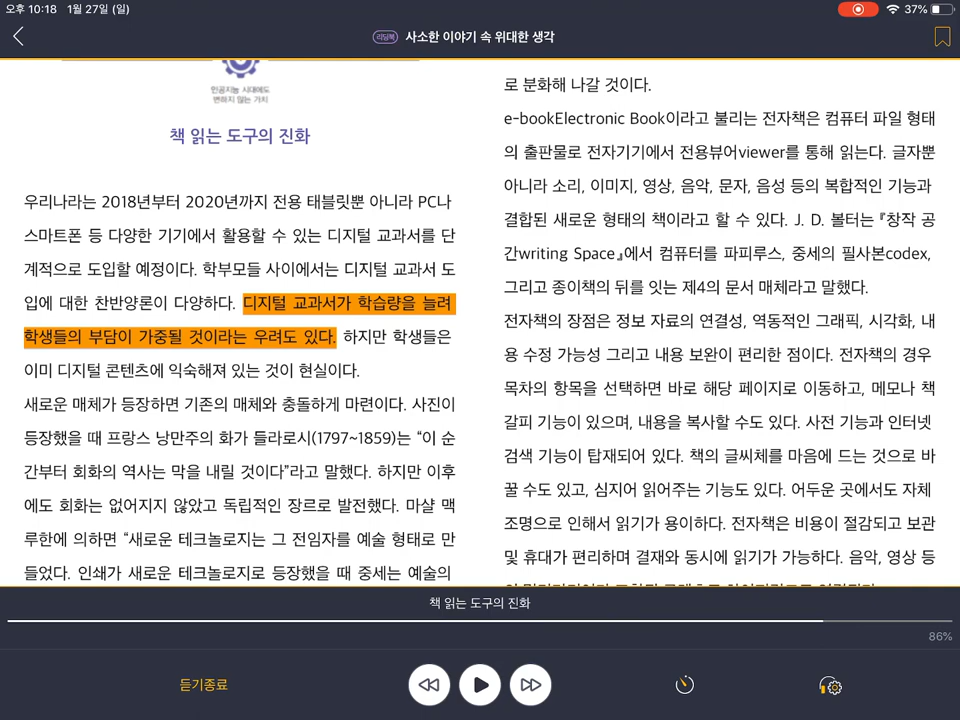 오후 10:18 1월 27일 (일)
37%
리딩북 사소한 이야기 속 위대한 생각
인공지능 시대에도
변하지 않는 가치
책 읽는 도구의 진화
우리나라는 2018년부터 2020년까지 전용 태블릿뿐 아니라 PC나
스마트폰 등 다양한 기기에서 활용할 수 있는 디지털 교과서를 단
계적으로 도입할 예정이다. 학부모들 사이에서는 디지털 교과서 도
입에 대한 찬반양론이 다양하다. 디지털 교과서가 학습량을 늘려
학생들의 부담이 가중될 것이라는 우려도 있다. 하지만 학생들은
이미 디지털 콘텐츠에 익숙해져 있는 것이 현실이다.
새로운 매체가 등장하면 기존의 매체와 충돌하게 마련이다. 사진이
등장했을 때 프랑스 낭만주의 화가 들라로시(1797~1859)는 “이 순
간부터 회화의 역사는 막을 내릴 것이다”라고 말했다. 하지만 이후
에도 회화는 없어지지 않았고 독립적인 장르로 발전했다. 마샬 맥
루한에 의하면 “새로운 테크놀로지는 그 전임자를 예술 형태로 만
들었다. 인쇄가 새로운 테크놀로지로 등장했을 때 중세는 예술의
로 분화해 나갈 것이다.
e-bookElectronic Book이라고 불리는 전자책은 컴퓨터 파일 형태
의 출판물로 전자기기에서 전용뷰어viewer를 통해 읽는다. 글자뿐
아니라 소리, 이미지, 영상, 음악, 문자, 음성 등의 복합적인 기능과
결합된 새로운 형태의 책이라고 할 수 있다. J. D. 볼터는『창작 공
간writing Space』에서 컴퓨터를 파피루스, 중세의 필사본codex,
그리고 종이책의 뒤를 잇는 제4의 문서 매체라고 말했다.
전자책의 장점은 정보 자료의 연결성, 역동적인 그래픽, 시각화, 내
용 수정 가능성 그리고 내용 보완이 편리한 점이다. 전자책의 경우
목차의 항목을 선택하면 바로 해당 페이지로 이동하고, 메모나 책
갈피 기능이 있으며, 내용을 복사할 수도 있다. 사전 기능과 인터넷
검색 기능이 탑재되어 있다. 책의 글씨체를 마음에 드는 것으로 바
꿀 수도 있고, 심지어 읽어주는 기능도 있다. 어두운 곳에서도 자체
조명으로 인해서 읽기가 용이하다. 전자책은 비용이 절감되고 보관
및 휴대가 편리하며 결재와 동시에 읽기가 가능하다. 음악, 영상 등
책 읽는 도구의 진화
86%
듣기종료